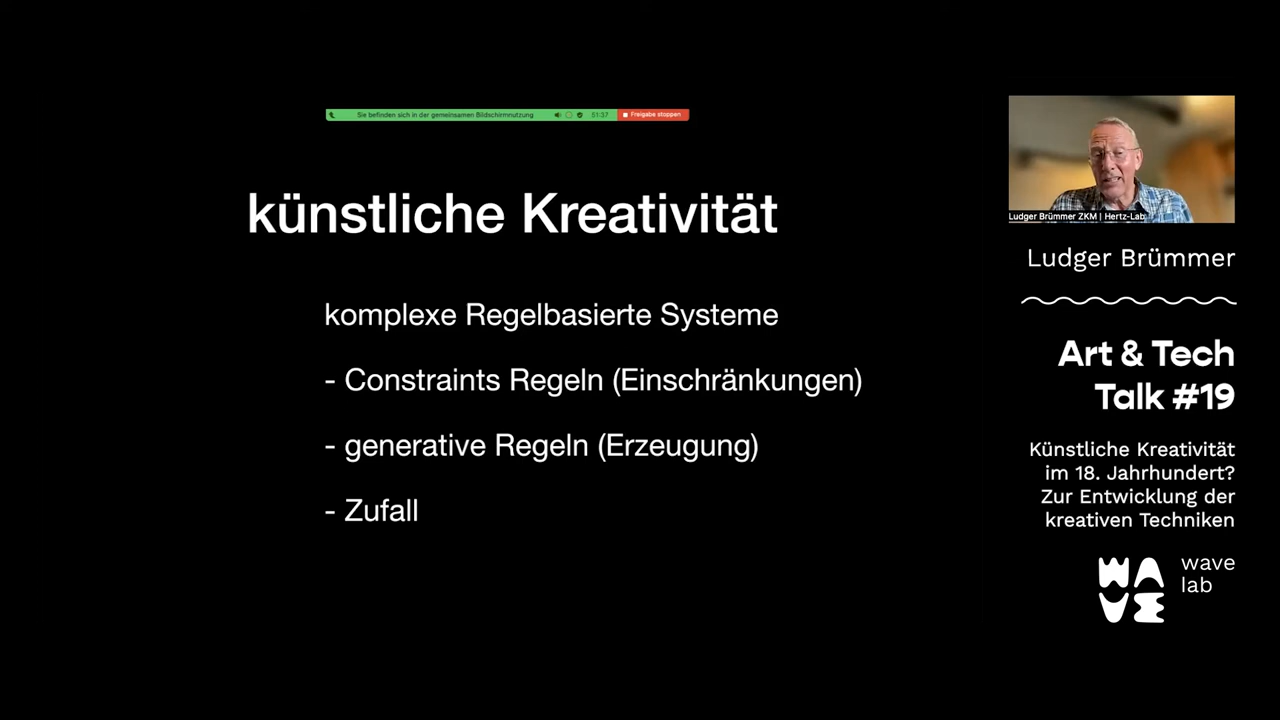 Sie befinden sich in der gemeinsamen Bildschirmnutzung 51:37 Freigabe stoppen
künstliche Kreativität
komplexe Regelbasierte Systeme
- Constraints Regeln (Einschränkungen)
- generative Regeln (Erzeugung)
- Zufall
Ludger Brümmer ZKM | Hertz-Lab
Ludger Brümmer
Art & Tech
Talk #19
Künstliche Kreativität
im 18. Jahrhundert?
Zur Entwicklung der
kreativen Techniken
WAVE
wave
lab